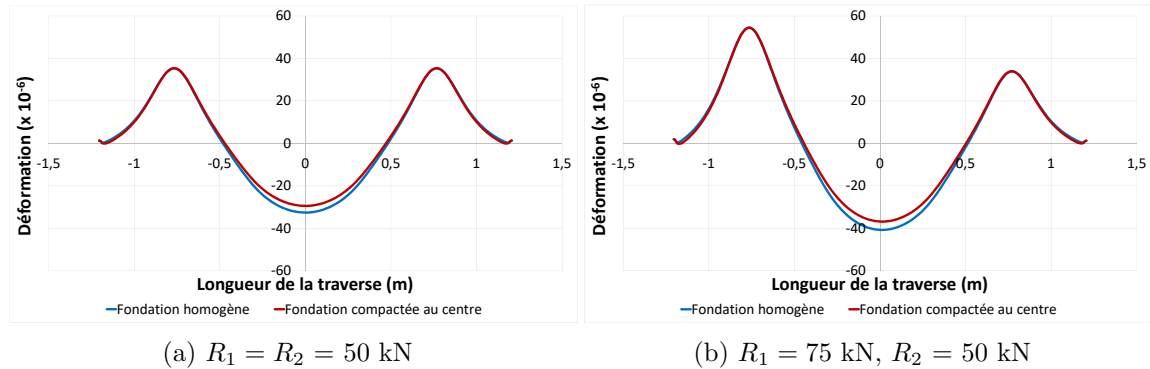 Déformation (x 10⁻⁶)
60
40
20
0
-20
-40
-60
-1,5 -1 -0,5 0 0,5 1 1,5
Longueur de la traverse (m)
Fondation homogène Fondation compactée au centre
(a) R₁ = R₂ = 50 kN
Déformation (x 10⁻⁶)
60
40
20
0
-20
-40
-60
-1,5 -1 -0,5 0 0,5 1 1,5
Longueur de la traverse (m)
Fondation homogène Fondation compactée au centre
(b) R₁ = 75 kN, R₂ = 50 kN